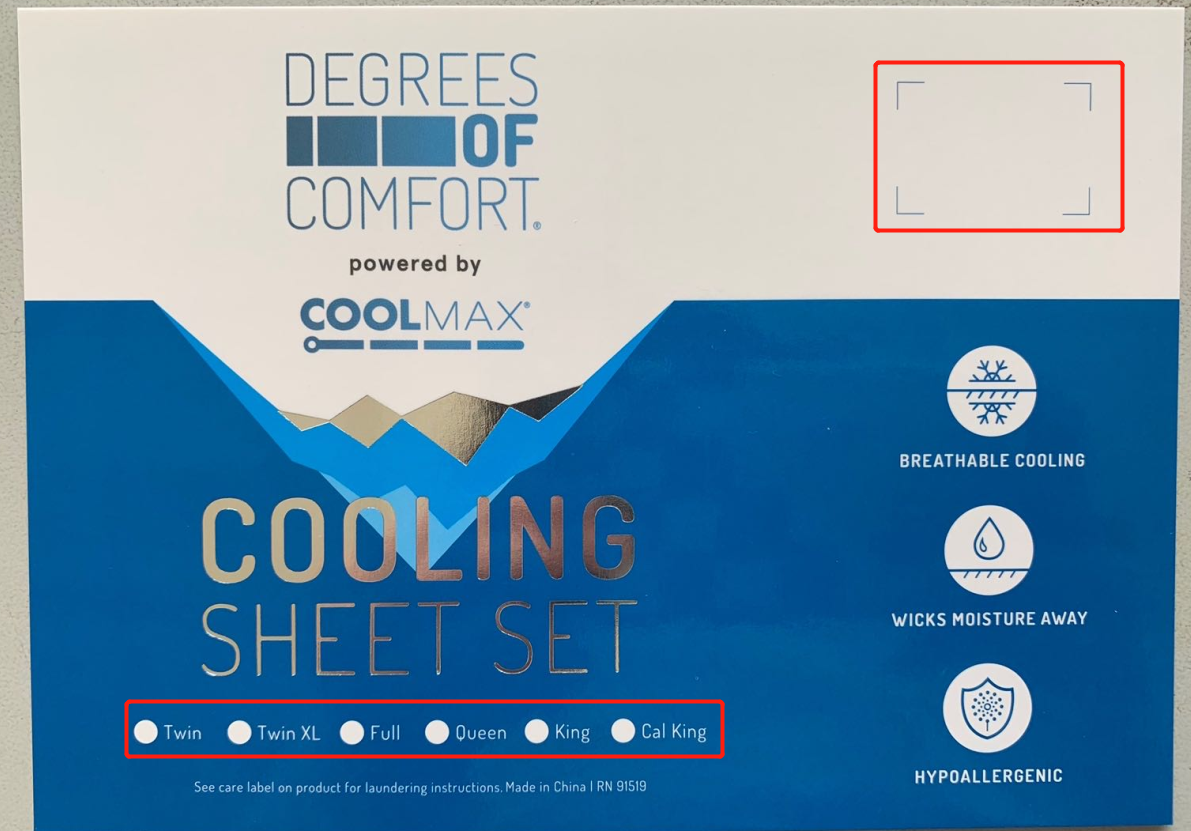 DEGREES
OF
COMFORT®
powered by
COOLMAX®
BREATHABLE COOLING
WICKS MOISTURE AWAY
HYPOALLERGENIC
COOLING
SHEET SET
Twin Twin XL Full Queen King Cal King
See care label on product for laundering instructions. Made in China | RN 91519